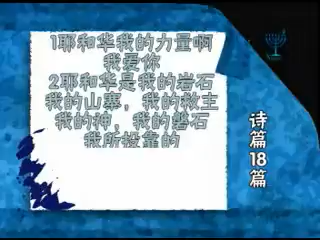 1耶和华我的力量啊
我爱你
2耶和华是我的岩石
我的山寨，我的救主
我的神，我的磐石
我所投靠的
诗篇18篇